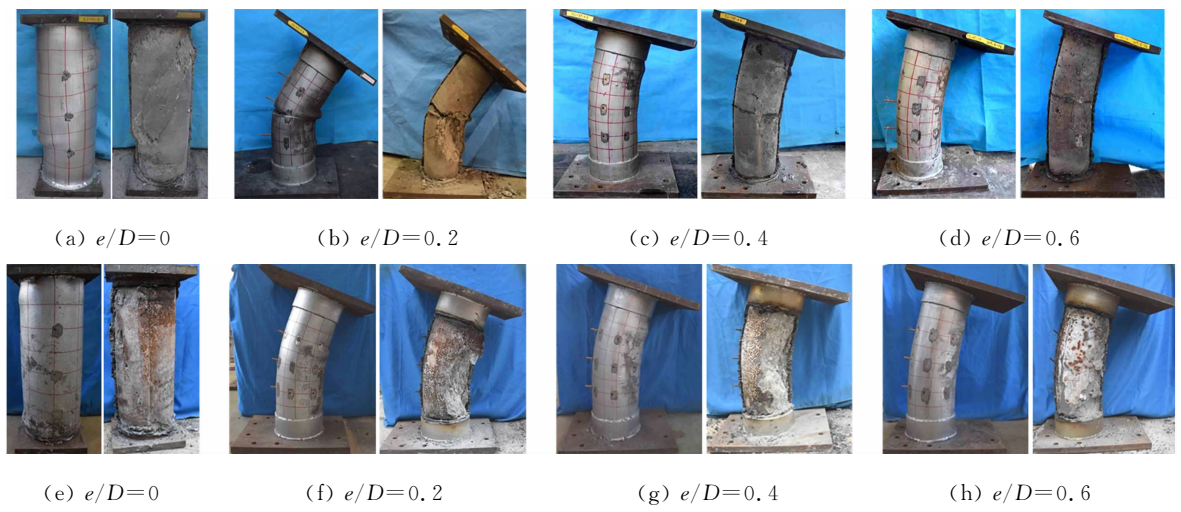 (a) e/D=0
(b) e/D=0.2
(c) e/D=0.4
(d) e/D=0.6
(e) e/D=0
(f) e/D=0.2
(g) e/D=0.4
(h) e/D=0.6